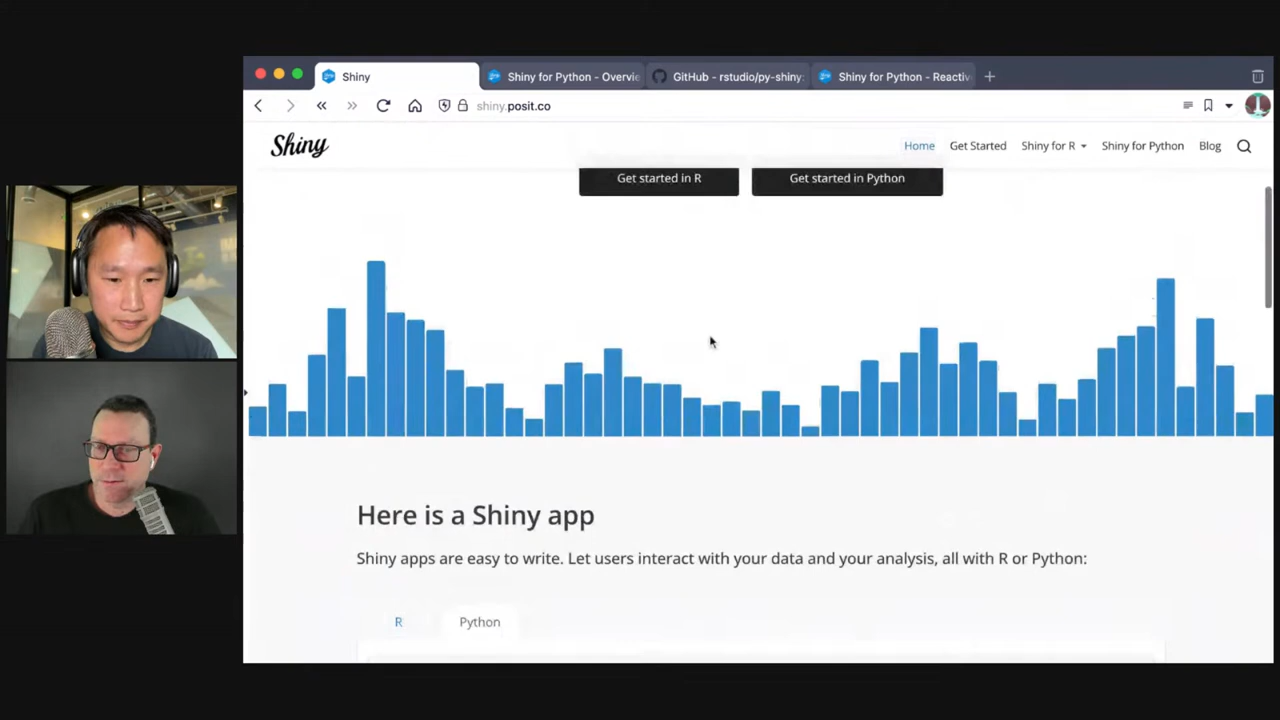 Shiny
Shiny for Python - Overvie
GitHub - rstudio/py-shiny:
Shiny for Python - Reactiv
shiny.posit.co
Shiny
Home
Get Started
Shiny for R
Shiny for Python
Blog
Get started in R
Get started in Python
Here is a Shiny app
Shiny apps are easy to write. Let users interact with your data and your analysis, all with R or Python:
R
Python